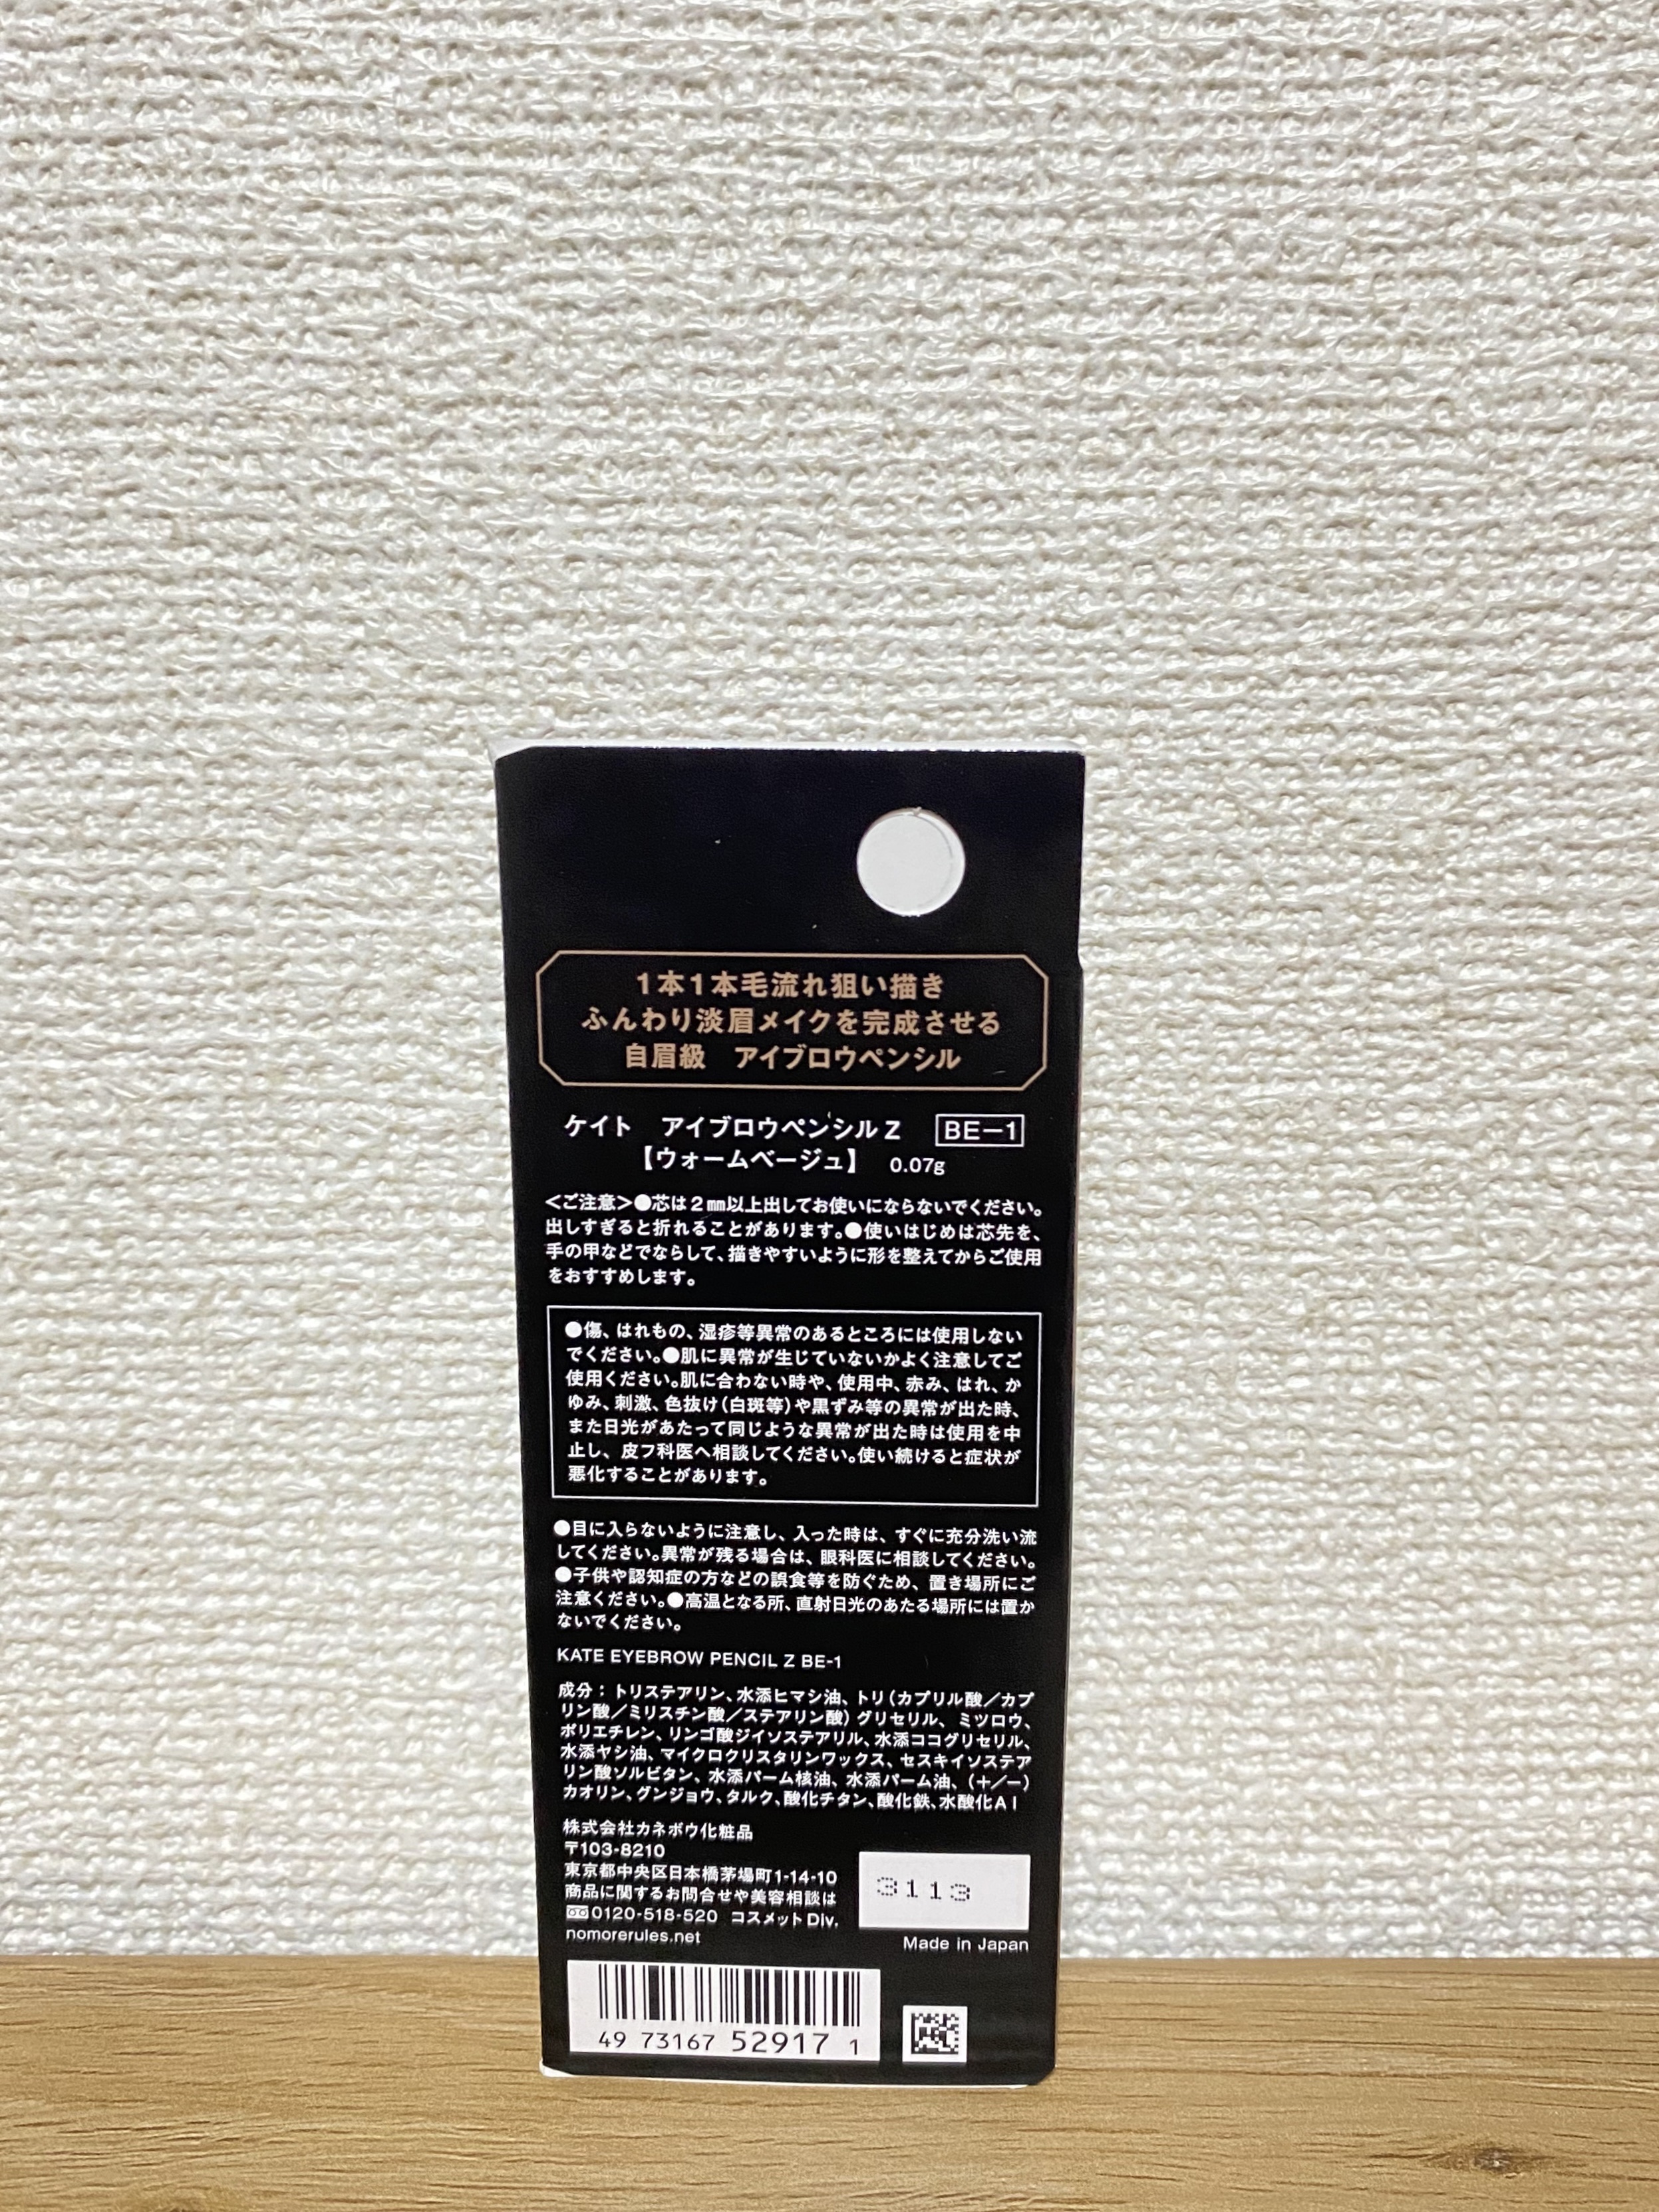 1本1本毛流れ狙い描き
ふんわり淡眉メイクを完成させる
自眉級　アイブロウペンシル
ケイト　アイブロウペンシルZ　BE-1
【ウォームベージュ】　0.07g
＜ご注意＞●芯は2㎜以上出してお使いにならないでください。
出しすぎると折れることがあります。●使いはじめは芯先を、
手の甲などでならして、描きやすいように形を整えてからご使用
をおすすめします。
●傷、はれもの、湿疹等異常のあるところには使用しない
でください。●肌に異常が生じていないかよく注意してご
使用ください。肌に合わない時や、使用中、赤み、はれ、か
ゆみ、刺激、色抜け（白斑等）や黒ずみ等の異常が出た時、
また日光があたって同じような異常が出た時は使用を中
止し、皮フ科医へ相談してください。使い続けると症状が
悪化することがあります。
●目に入らないように注意し、入った時は、すぐに充分洗い流
してください。異常が残る場合は、眼科医に相談してください。
●子供や認知症の方などの誤食等を防ぐため、置き場所にご
注意ください。●高温となる所、直射日光のあたる場所には置か
ないでください。
KATE EYEBROW PENCIL Z BE-1
成分：トリステアリン、水添ヒマシ油、トリ（カプリル酸／カプ
リン酸／ミリスチン酸／ステアリン酸）グリセリル、ミツロウ、
ポリエチレン、リンゴ酸ジイソステアリル、水添ココグリセリル、
水添ヤシ油、マイクロクリスタリンワックス、セスキイソステア
リン酸ソルビタン、水添パーム核油、水添パーム油、（＋／－）
カオリン、グンジョウ、タルク、酸化チタン、酸化鉄、水酸化Al
株式会社カネボウ化粧品
〒103-8210
東京都中央区日本橋茅場町1-14-10
商品に関するお問合せや美容相談は
0120-518-520 コスメットDiv.
nomorerules.net
3113
Made in Japan
49 73167 52917 1